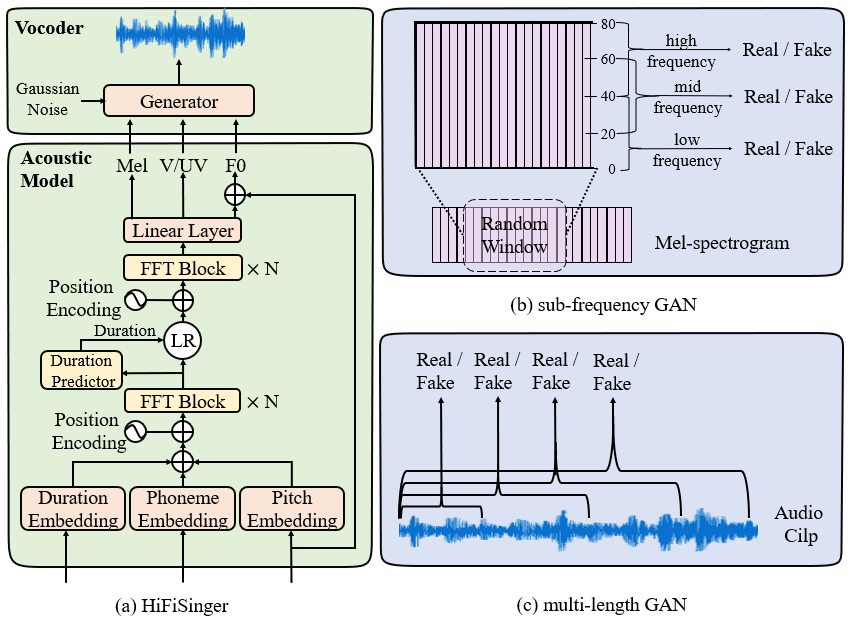 Vocoder
Gaussian
Noise
Generator
Acoustic
Model
Mel
V/UV
F0
Linear Layer
FFT Block
× N
Position
Encoding
Duration
LR
Duration
Predictor
FFT Block
× N
Position
Encoding
Duration
Embedding
Phoneme
Embedding
Pitch
Embedding
(a) HiFiSinger
80
60
40
20
0
high
frequency
Real / Fake
mid
frequency
Real / Fake
low
frequency
Real / Fake
Random
Window
Mel-spectrogram
(b) sub-frequency GAN
Real /
Fake
Real /
Fake
Real /
Fake
Real /
Fake
Audio
Cilp
(c) multi-length GAN